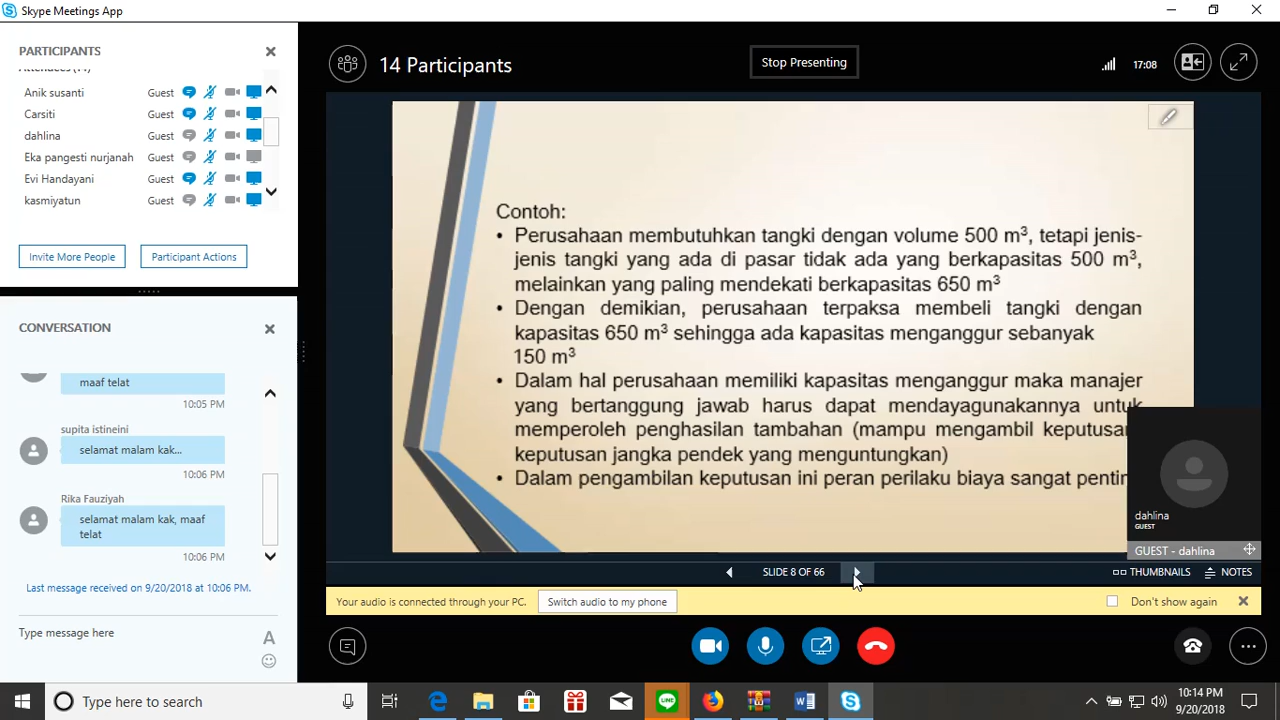 Skype Meetings App
PARTICIPANTS
Attendees (14)
Anik susanti Guest
Carsiti Guest
dahlina Guest
Eka pangesti nurjanah Guest
Evi Handayani Guest
kasmiyatun Guest
Invite More People
Participant Actions
CONVERSATION
maaf telat
10:05 PM
supita istineini
selamat malam kak...
10:06 PM
Rika Fauziyah
selamat malam kak, maaf
telat
10:06 PM
Last message received on 9/20/2018 at 10:06 PM.
Type message here
A
14 Participants
Stop Presenting
17:08
Contoh:
• Perusahaan membutuhkan tangki dengan volume 500 m³, tetapi jenis-
jenis tangki yang ada di pasar tidak ada yang berkapasitas 500 m³,
melainkan yang paling mendekati berkapasitas 650 m³
• Dengan demikian, perusahaan terpaksa membeli tangki dengan
kapasitas 650 m³ sehingga ada kapasitas menganggur sebanyak
150 m³
• Dalam hal perusahaan memiliki kapasitas menganggur maka manajer
yang bertanggung jawab harus dapat mendayagunakannya untuk
memperoleh penghasilan tambahan (mampu mengambil keputusan
keputusan jangka pendek yang menguntungkan)
• Dalam pengambilan keputusan ini peran perilaku biaya sangat pentin
dahlina
GUEST
GUEST - dahlina
SLIDE 8 OF 66
THUMBNAILS
NOTES
Your audio is connected through your PC.
Switch audio to my phone
Don't show again
Type here to search
10:14 PM
9/20/2018